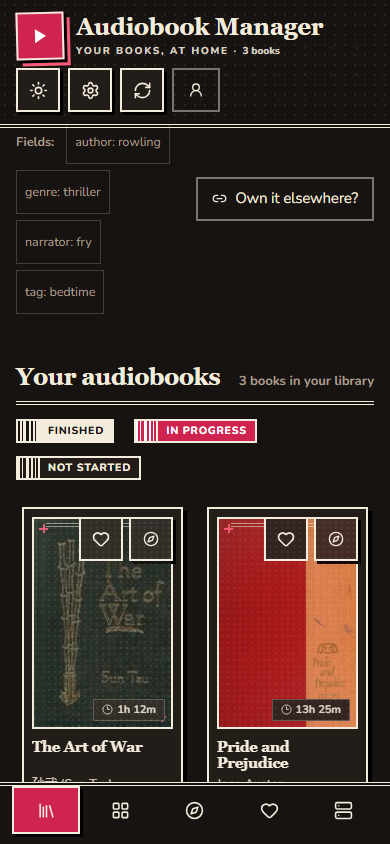 Audiobook Manager
YOUR BOOKS, AT HOME · 3 books
Fields:
author: rowling
genre: thriller
Own it elsewhere?
narrator: fry
tag: bedtime
Your audiobooks
3 books in your library
FINISHED
IN PROGRESS
NOT STARTED
The
Art of
War
Sun Tzu
1h 12m
Pride
and
Prejudice
13h 25m
The Art of War
Pride and
Prejudice